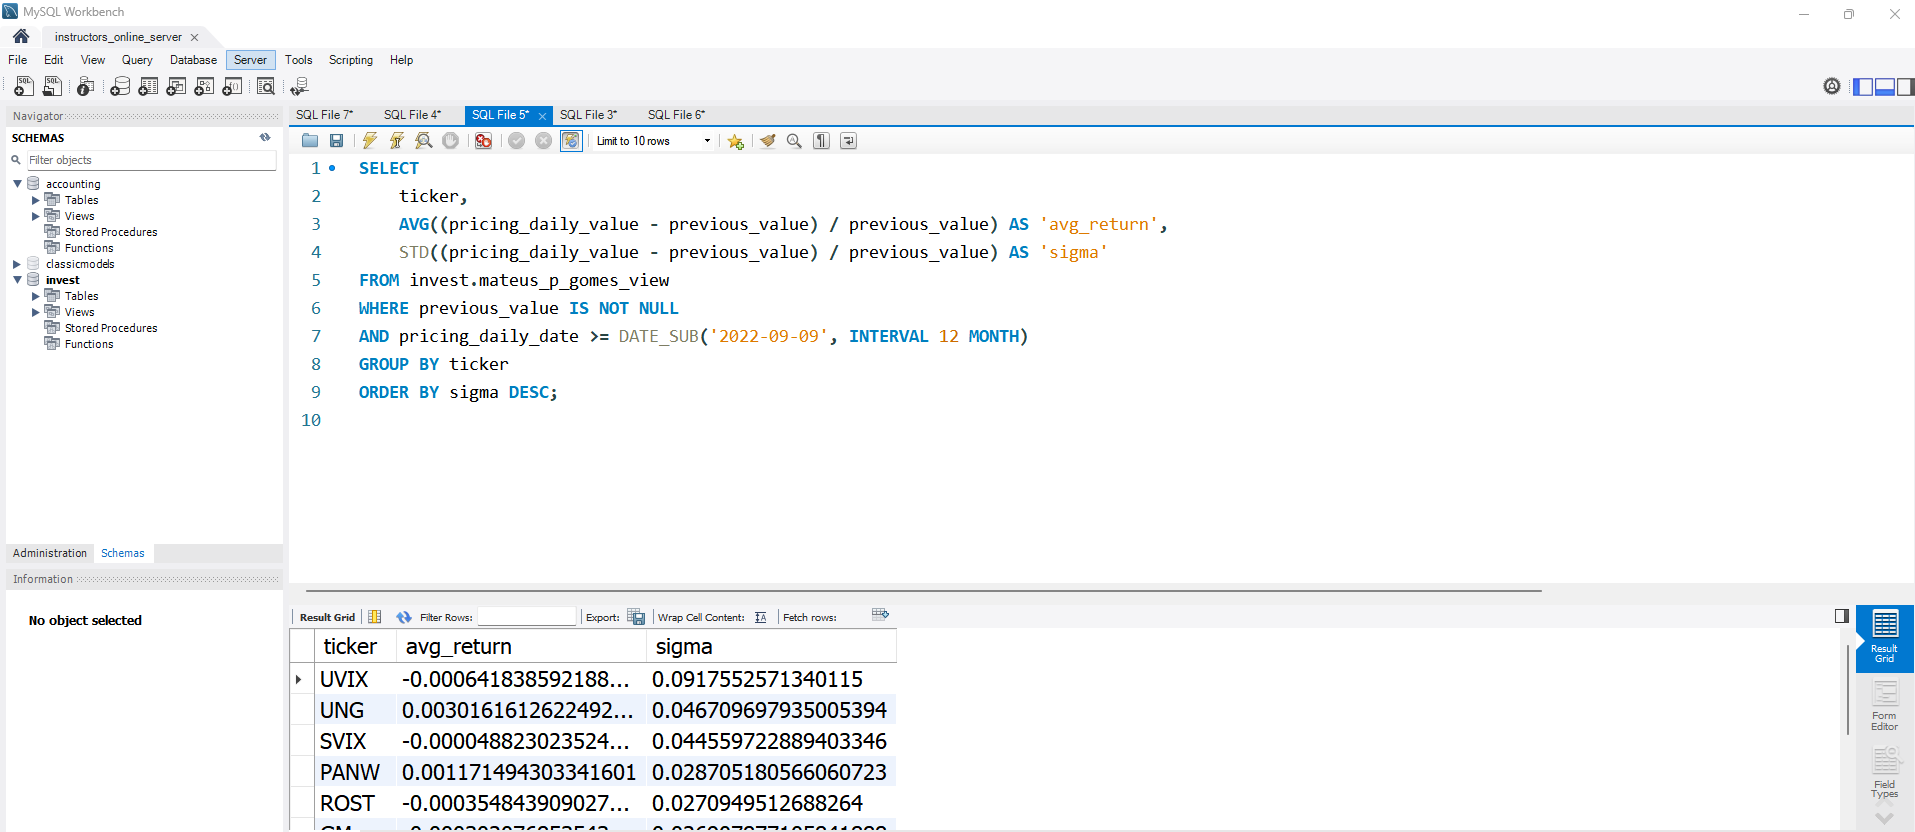 MySQL Workbench
instructors_online_server
File Edit View Query Database Server Tools Scripting Help
Navigator
SCHEMAS
Filter objects
accounting
Tables
Views
Stored Procedures
Functions
classicmodels
invest
Tables
Views
Stored Procedures
Functions
Administration Schemas
Information
No object selected
SQL File 7* SQL File 4* SQL File 5* SQL File 3* SQL File 6*
Limit to 10 rows
1 SELECT
2 ticker,
3 AVG((pricing_daily_value - previous_value) / previous_value) AS 'avg_return',
4 STD((pricing_daily_value - previous_value) / previous_value) AS 'sigma'
5 FROM invest.mateus_p_gomes_view
6 WHERE previous_value IS NOT NULL
7 AND pricing_daily_date >= DATE_SUB('2022-09-09', INTERVAL 12 MONTH)
8 GROUP BY ticker
9 ORDER BY sigma DESC;
10
Result Grid Filter Rows: Export: Wrap Cell Content: Fetch rows:
ticker avg_return sigma
UVIX -0.000641838592188... 0.0917552571340115
UNG 0.0030161612622492... 0.046709697935005394
SVIX -0.000048823023524... 0.044559722889403346
PANW 0.001171494303341601 0.028705180566060723
ROST -0.000354843909027... 0.0270949512688264
Result
Grid
Form
Editor
Field
Types